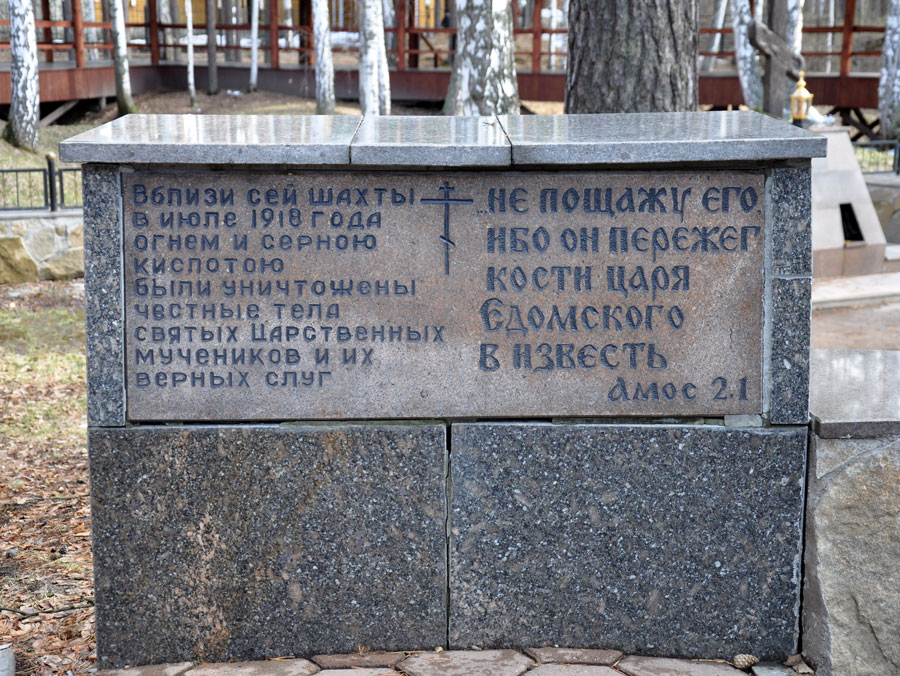 Вблизи сей шахты
в июле 1918 года
огнем и серною
кислотою
были уничтожены
честные тела
святых Царственных
мучеников и их
верных слуг
„Не пощажу его
ибо он пережег
кости царя
Едомского
в известь
Амос 2.1